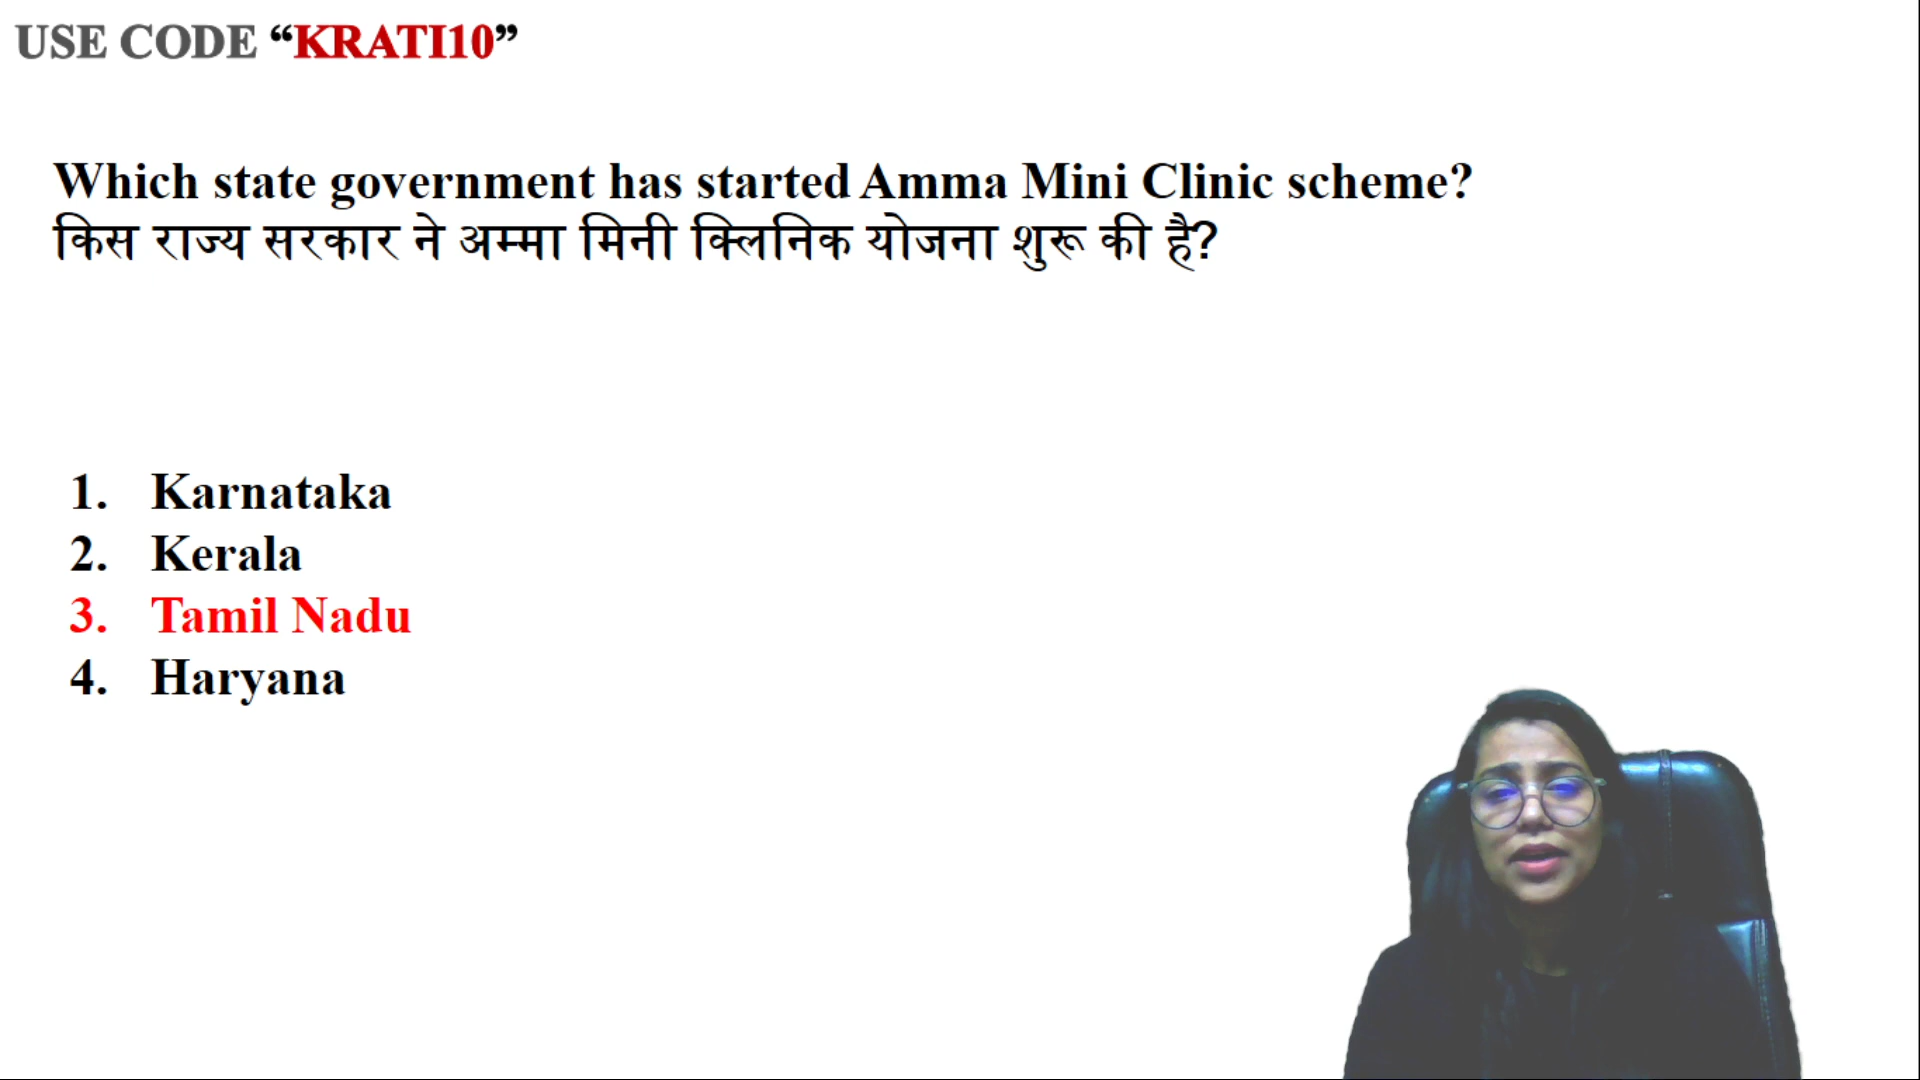 USE CODE “KRATI10”
Which state government has started Amma Mini Clinic scheme?
किस राज्य सरकार ने अम्मा मिनी क्लिनिक योजना शुरू की है?
1. Karnataka
2. Kerala
3. Tamil Nadu
4. Haryana